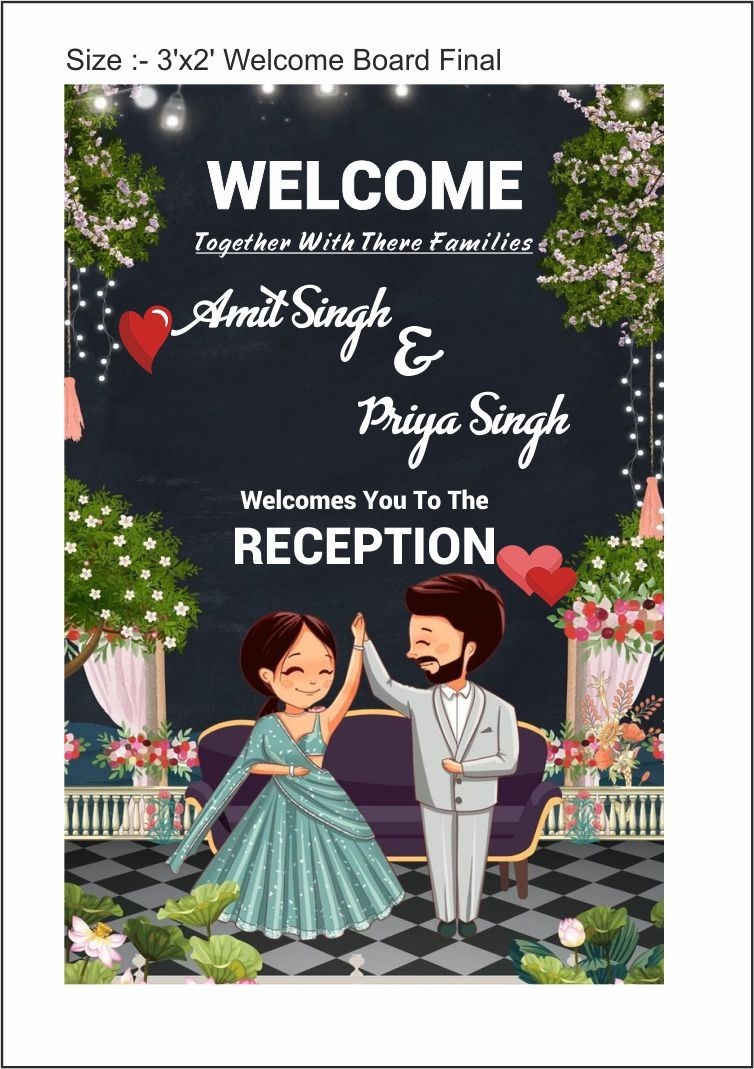 Size :- 3'x2' Welcome Board Final
WELCOME
Together With There Families
Amit Singh
&
Priya Singh
Welcomes You To The
RECEPTION